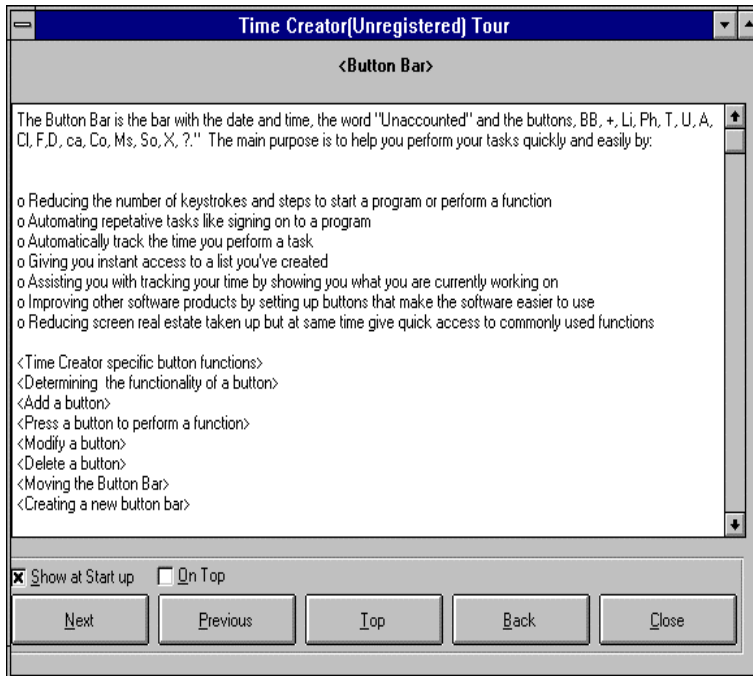 Time Creator(Unregistered) Tour
<Button Bar>
The Button Bar is the bar with the date and time, the word "Unaccounted" and the buttons, BB, +, Li, Ph, T, U, A,
Cl, F,D, ca, Co, Ms, So, X, ?."  The main purpose is to help you perform your tasks quickly and easily by:
o Reducing the number of keystrokes and steps to start a program or perform a function
o Automating repetative tasks like signing on to a program
o Automatically track the time you perform a task
o Giving you instant access to a list you've created
o Assisting you with tracking your time by showing you what you are currently working on
o Improving other software products by setting up buttons that make the software easier to use
o Reducing screen real estate taken up but at same time give quick access to commonly used functions
<Time Creator specific button functions>
<Determining  the functionality of a button>
<Add a button>
<Press a button to perform a function>
<Modify a button>
<Delete a button>
<Moving the Button Bar>
<Creating a new button bar>
Show at Start up On Top
Next Previous Top Back Close